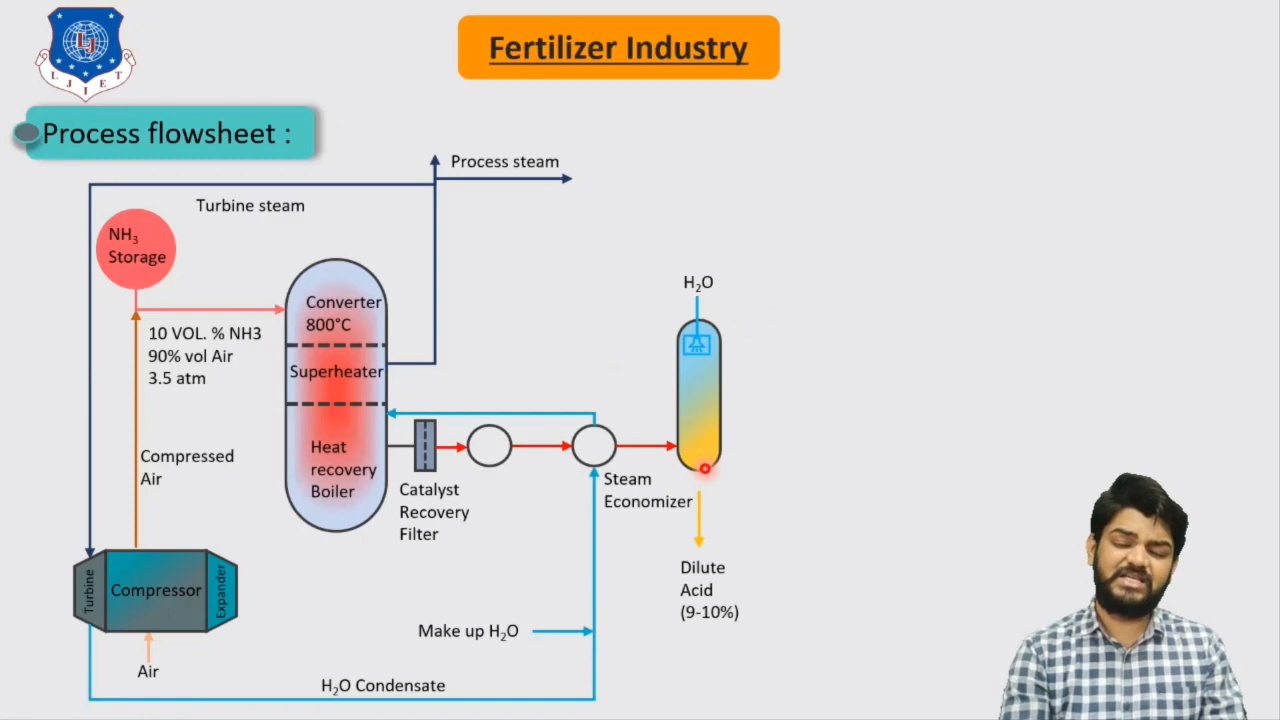 L J I E T
Fertilizer Industry
Process flowsheet :
Process steam
Turbine steam
NH₃
Storage
H₂O
Converter
800°C
10 VOL. % NH3
90% vol Air
3.5 atm
Superheater
Compressed
Air
Heat
recovery
Boiler
Catalyst
Recovery
Filter
Steam
Economizer
Turbine
Compressor
Expander
Dilute
Acid
(9-10%)
Make up H₂O
Air
H₂O Condensate